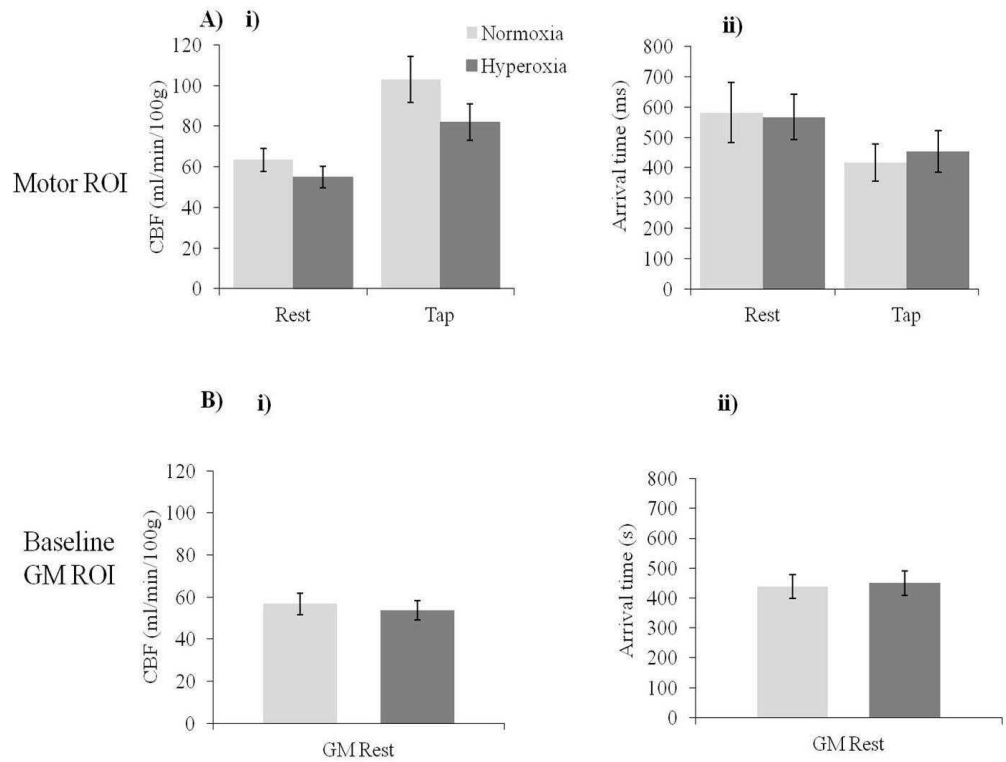 A) i)
Normoxia
Hyperoxia
CBF (ml/min/100g)
120
100
80
60
40
20
0
Rest Tap
Motor ROI
ii)
Arrival time (ms)
800
700
600
500
400
300
200
100
0
Rest Tap
B) i)
CBF (ml/min/100g)
120
100
80
60
40
20
0
GM Rest
Baseline
GM ROI
ii)
Arrival time (s)
800
700
600
500
400
300
200
100
0
GM Rest